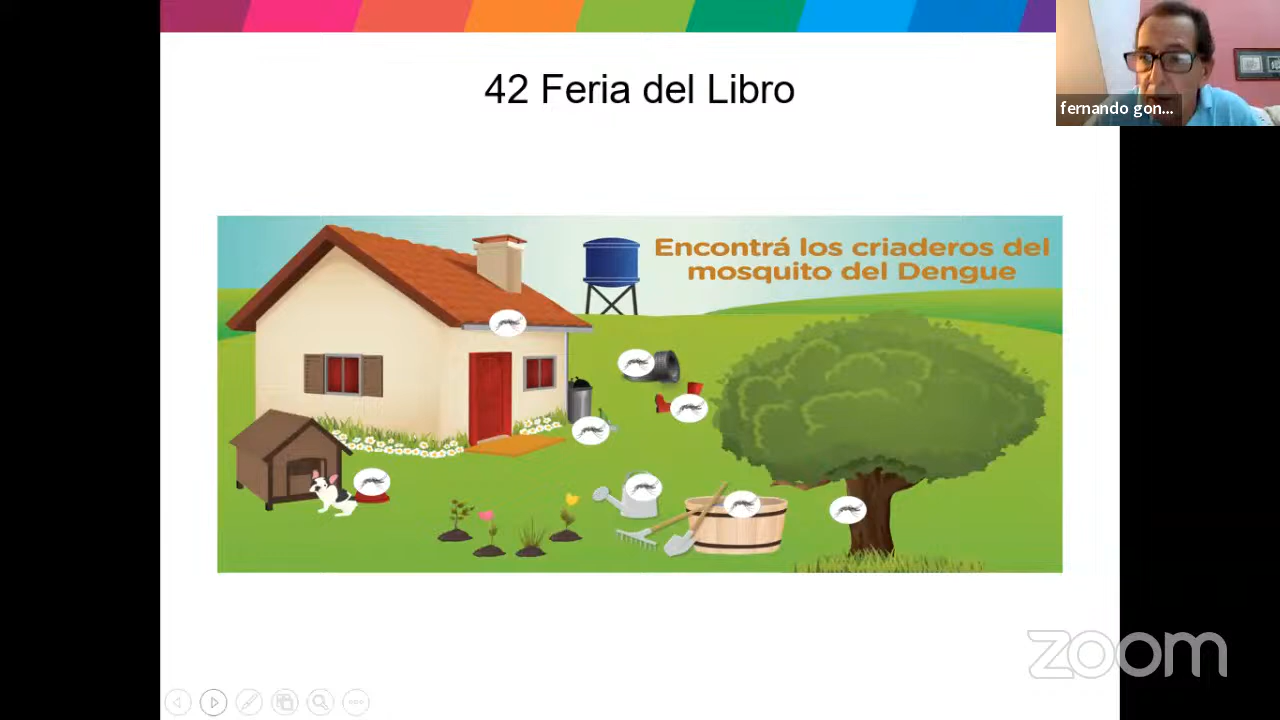 42 Feria del Libro
fernando gon...
Encontrá los criaderos del
mosquito del Dengue
zoom